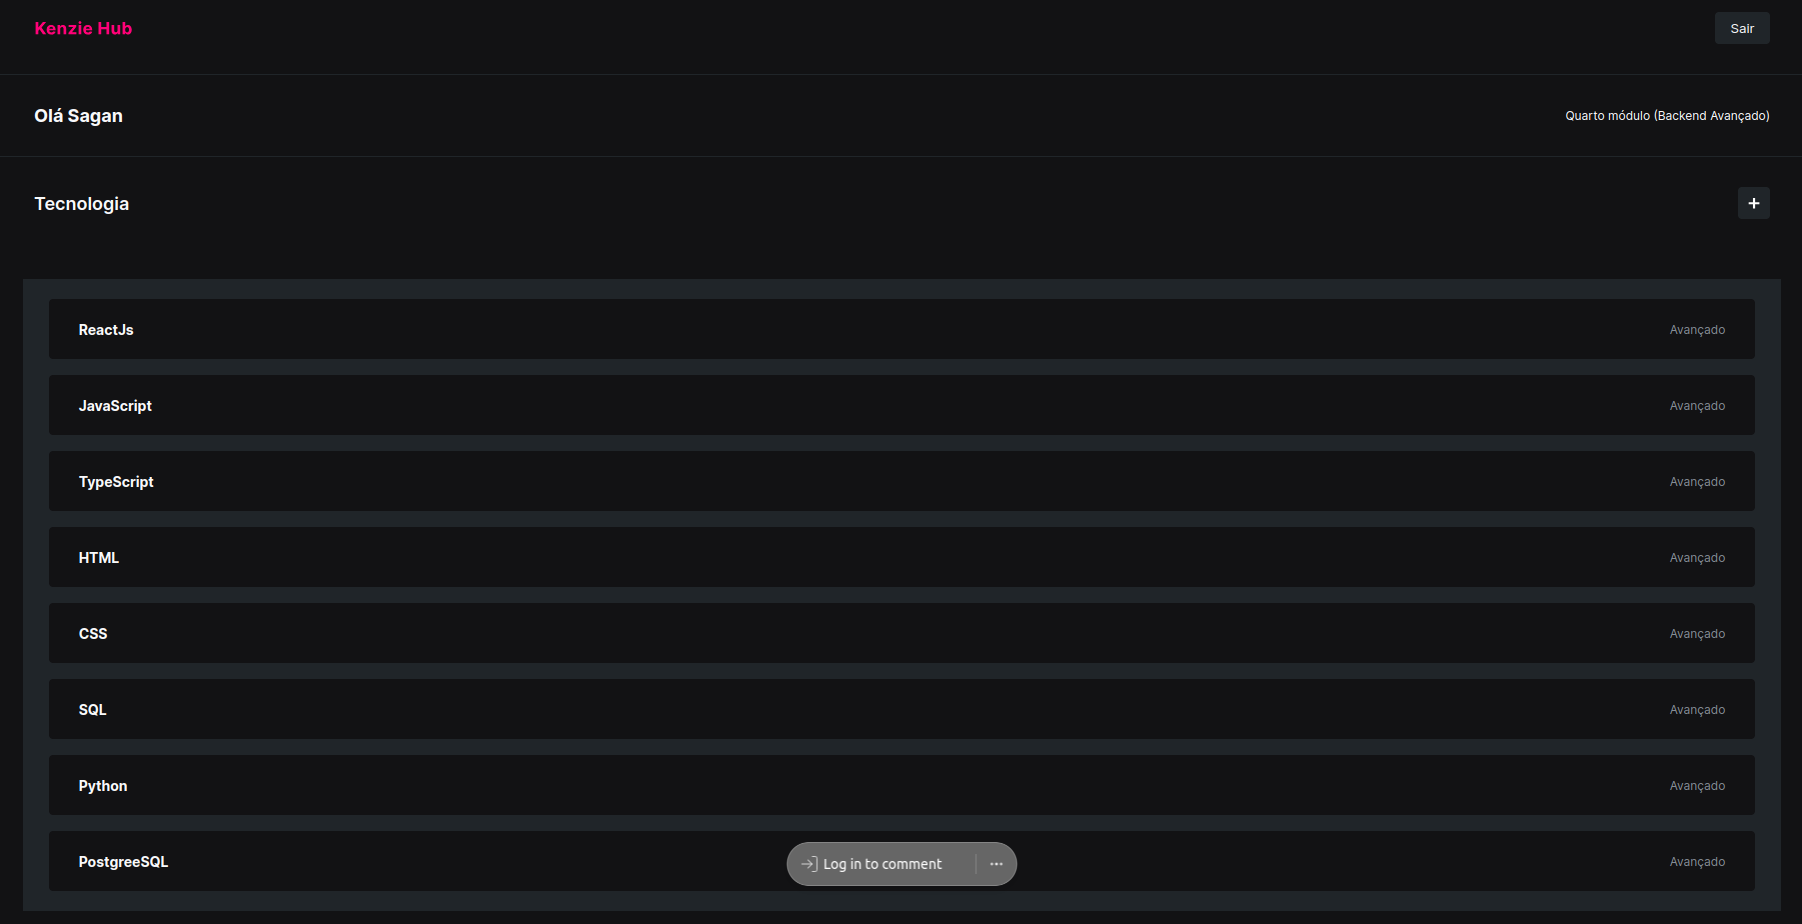 Kenzie Hub
Sair
Olá Sagan
Quarto módulo (Backend Avançado)
Tecnologia
+
ReactJs
Avançado
JavaScript
Avançado
TypeScript
Avançado
HTML
Avançado
CSS
Avançado
SQL
Avançado
Python
Avançado
PostgreeSQL
Avançado
Log in to comment